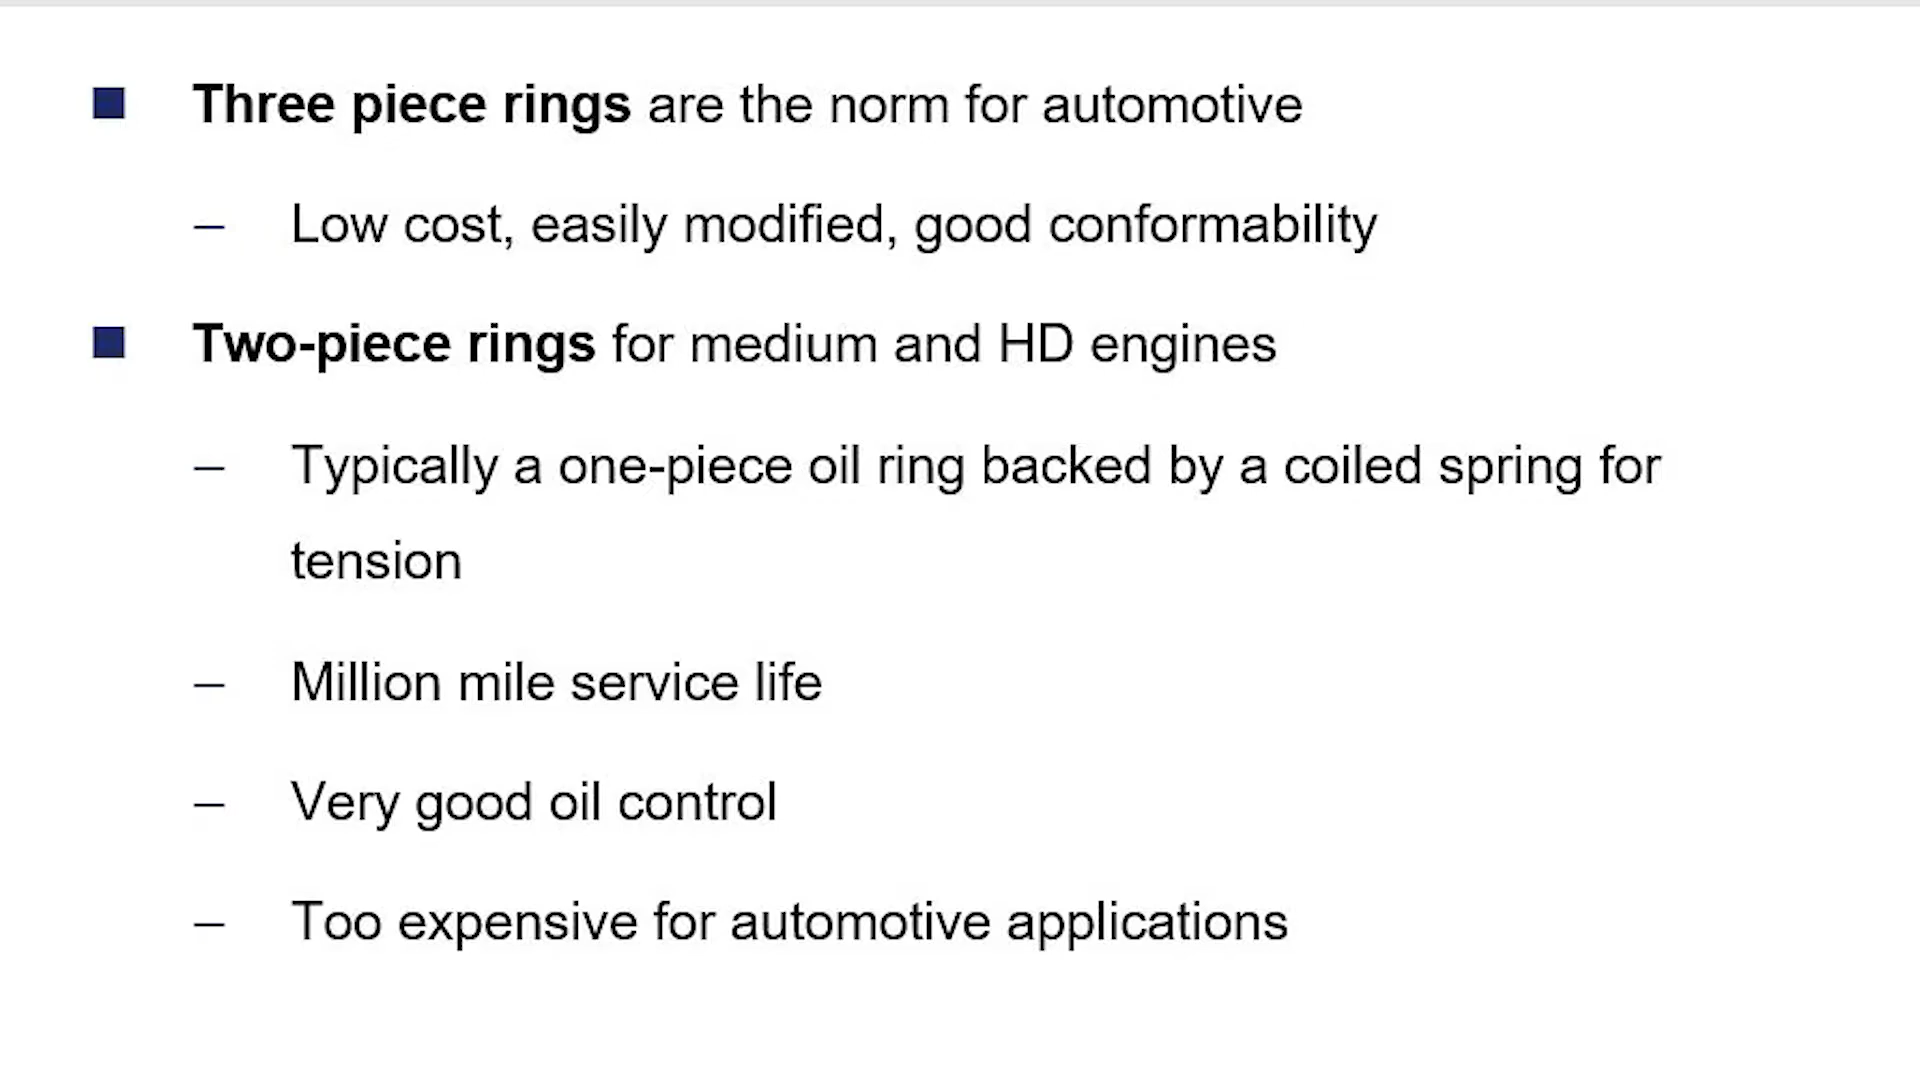 ■ Three piece rings are the norm for automotive
– Low cost, easily modified, good conformability
■ Two-piece rings for medium and HD engines
– Typically a one-piece oil ring backed by a coiled spring for
tension
– Million mile service life
– Very good oil control
– Too expensive for automotive applications